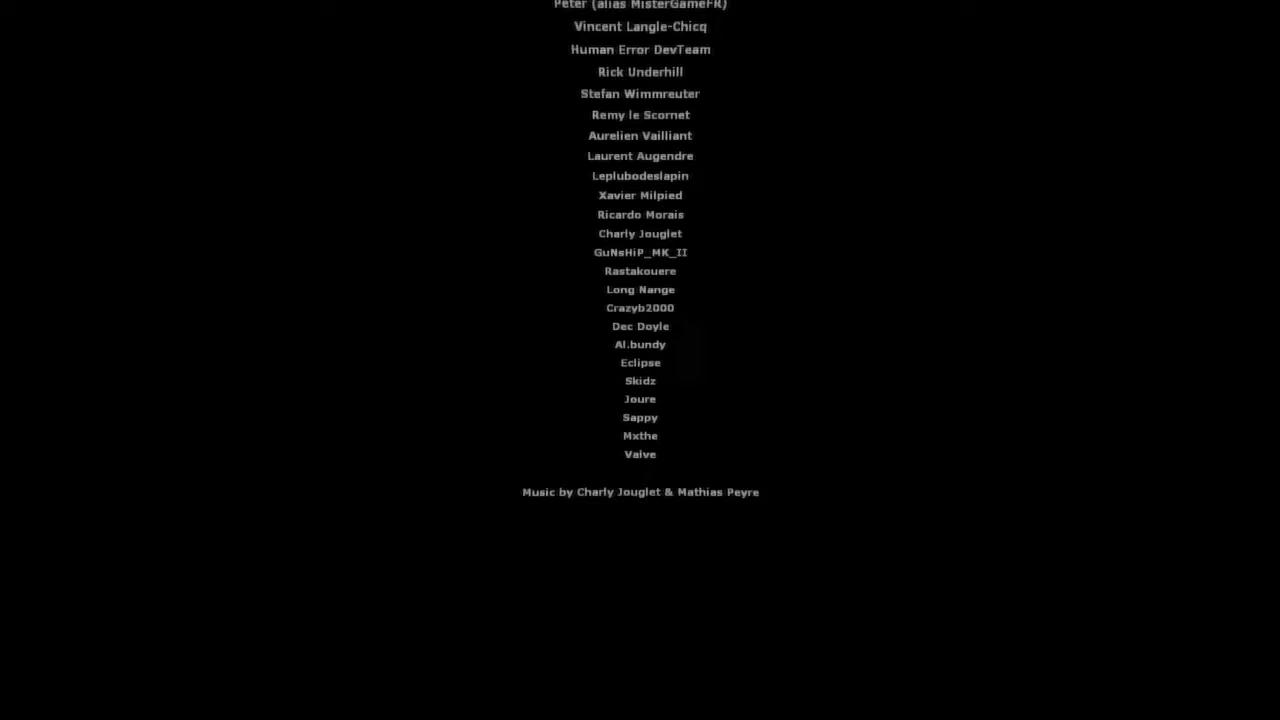 Peter (alias MisterGameFR)
Vincent Langle-Chicq
Human Error DevTeam
Rick Underhill
Stefan Wimmreuter
Remy le Scornet
Aurelien Vailliant
Laurent Augendre
Leplubodeslapin
Xavier Milpied
Ricardo Morais
Charly Jouglet
GuNsHiP_MK_II
Rastakouere
Long Nange
Crazyb2000
Dec Doyle
Al.bundy
Eclipse
Skidz
Joure
Sappy
Mxthe
Valve
Music by Charly Jouglet & Mathias Peyre